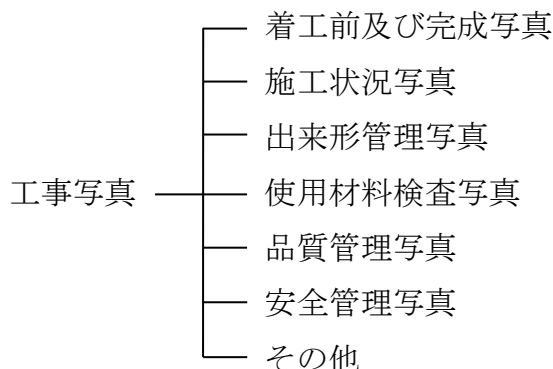 着工前及び完成写真
施工状況写真
出来形管理写真
工事写真
使用材料検査写真
品質管理写真
安全管理写真
その他